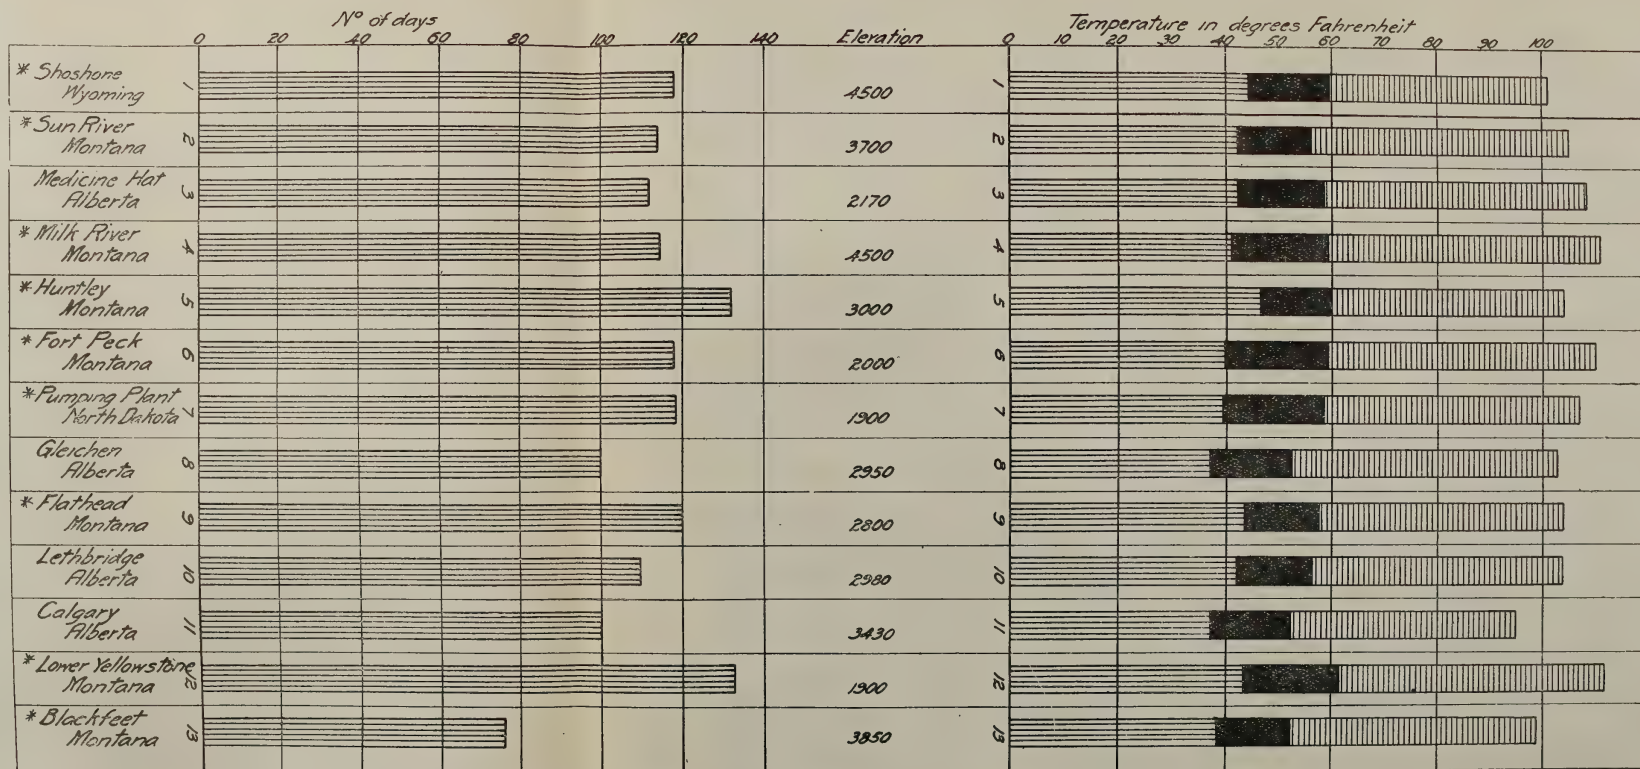 Nº of days
0 20 40 60 80 100 120 140
Eleration
Temperature in degrees Fahrenheit
0 10 20 30 40 50 60 70 80 90 100
* Shoshone
Wyoming 1 4500 1
* Sun River
Montana 2 3700 2
Medicine Hat
Alberta 3 2170 3
* Milk River
Montana 4 4500 4
* Huntley
Montana 5 3000 5
* Fort Peck
Montana 6 2000 6
* Pumping Plant
North Dakota 7 1900 7
Gleichen
Alberta 8 2950 8
* Flathead
Montana 9 2800 9
Lethbridge
Alberta 10 2980 10
Calgary
Alberta 11 3430 11
* Lower Yellowstone
Montana 12 1900 12
* Blackfeet
Montana 13 3850 13